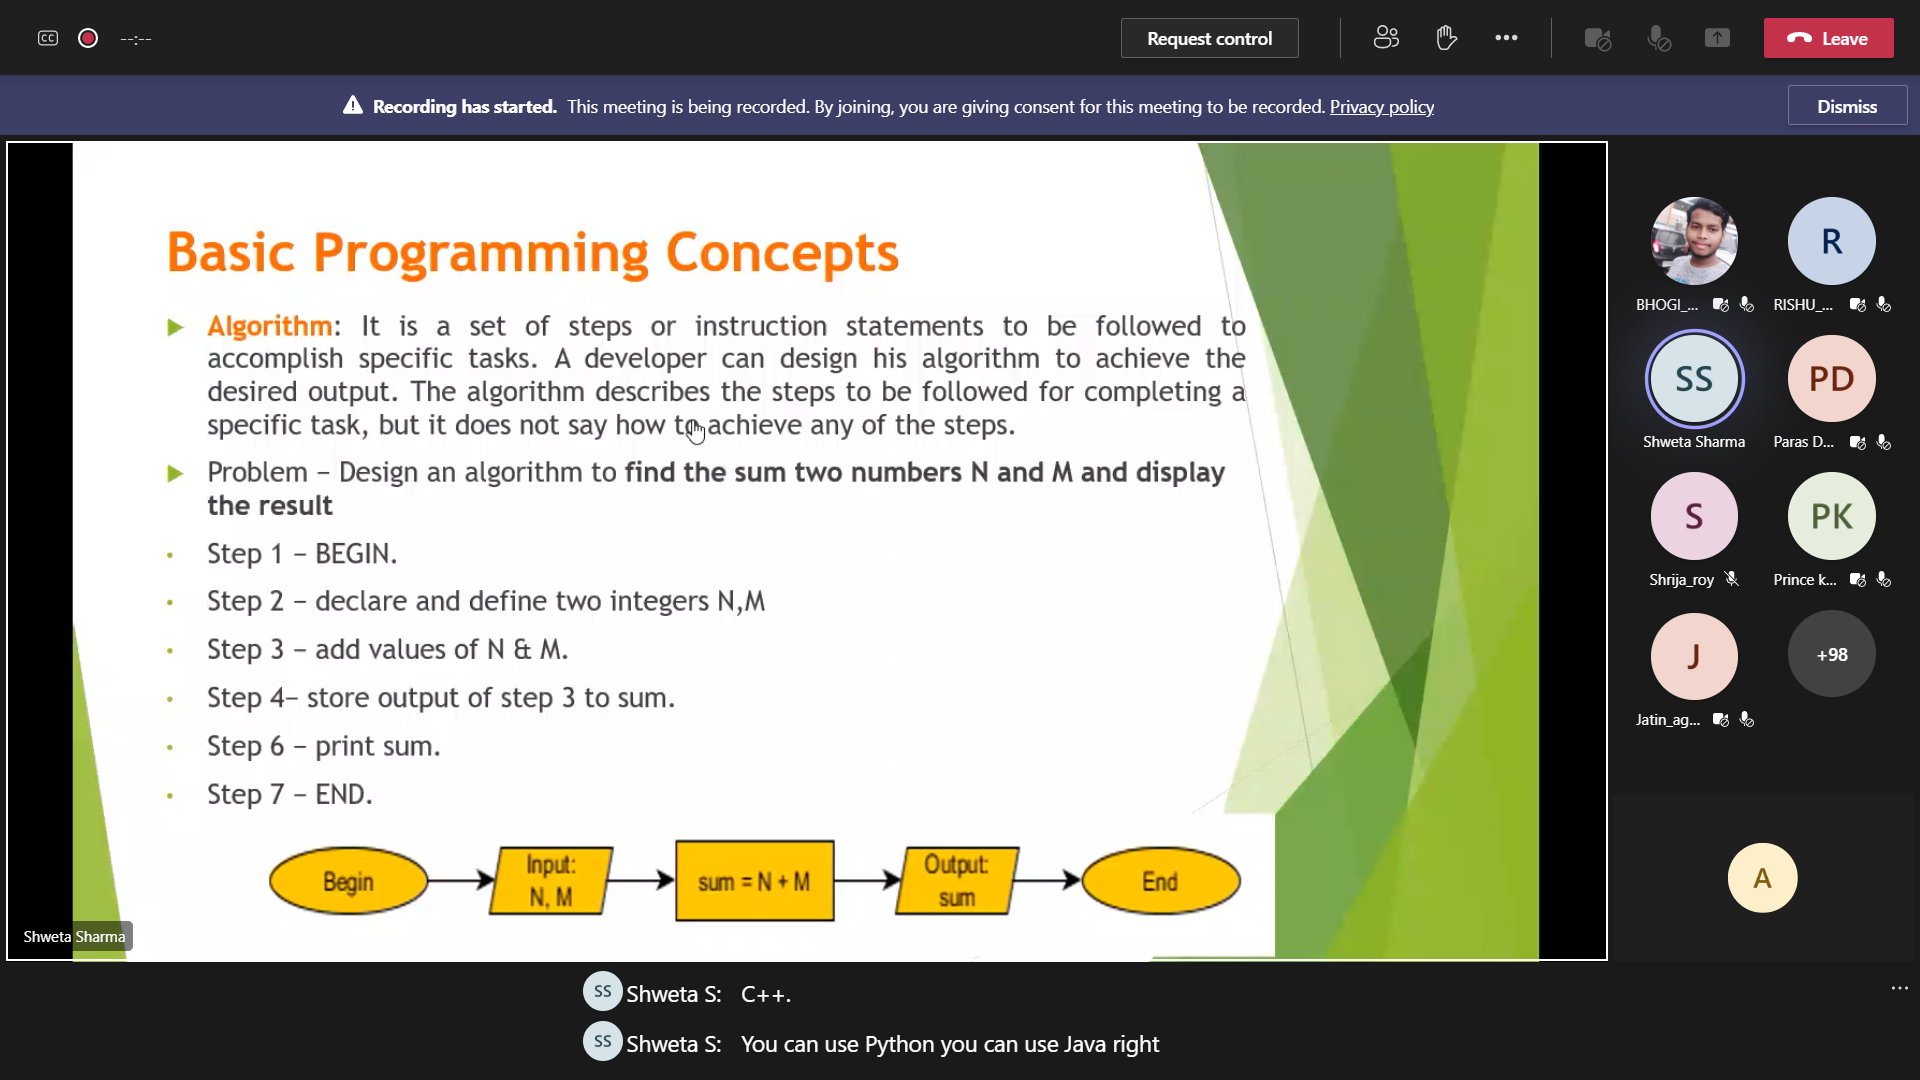 CC
--:--
Request control
Leave
Recording has started. This meeting is being recorded. By joining, you are giving consent for this meeting to be recorded. Privacy policy
Dismiss
Basic Programming Concepts
Algorithm: It is a set of steps or instruction statements to be followed to
accomplish specific tasks. A developer can design his algorithm to achieve the
desired output. The algorithm describes the steps to be followed for completing a
specific task, but it does not say how to achieve any of the steps.
Problem – Design an algorithm to find the sum two numbers N and M and display
the result
Step 1 – BEGIN.
Step 2 – declare and define two integers N,M
Step 3 – add values of N & M.
Step 4– store output of step 3 to sum.
Step 6 – print sum.
Step 7 – END.
Begin
Input:
N, M
sum = N + M
Output:
sum
End
Shweta Sharma
R
BHOGI_...
RISHU_...
SS
PD
Shweta Sharma
Paras D...
S
PK
Shrija_roy
Prince k...
J
+98
Jatin_ag...
A
SS Shweta S: C++.
SS Shweta S: You can use Python you can use Java right